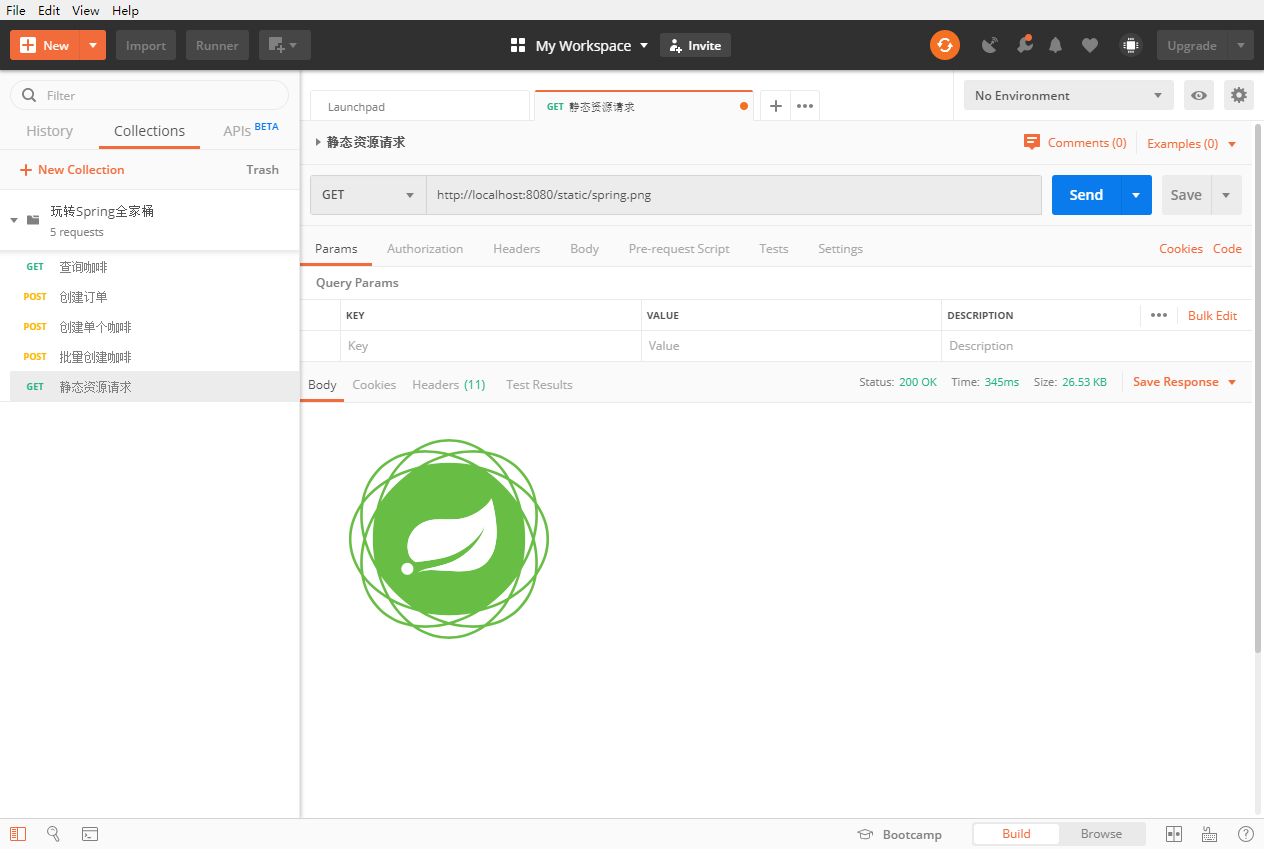 File Edit View Help
New Import Runner My Workspace Invite Upgrade
Filter
History Collections APIs BETA
New Collection Trash
玩转Spring全家桶
5 requests
GET 查询咖啡
POST 创建订单
POST 创建单个咖啡
POST 批量创建咖啡
GET 静态资源请求
Launchpad GET 静态资源请求 No Environment
静态资源请求 Comments (0) Examples (0)
GET http://localhost:8080/static/spring.png Send Save
Params Authorization Headers Body Pre-request Script Tests Settings Cookies Code
Query Params
KEY VALUE DESCRIPTION Bulk Edit
Key Value Description
Body Cookies Headers (11) Test Results Status: 200 OK Time: 345ms Size: 26.53 KB Save Response
Bootcamp Build Browse